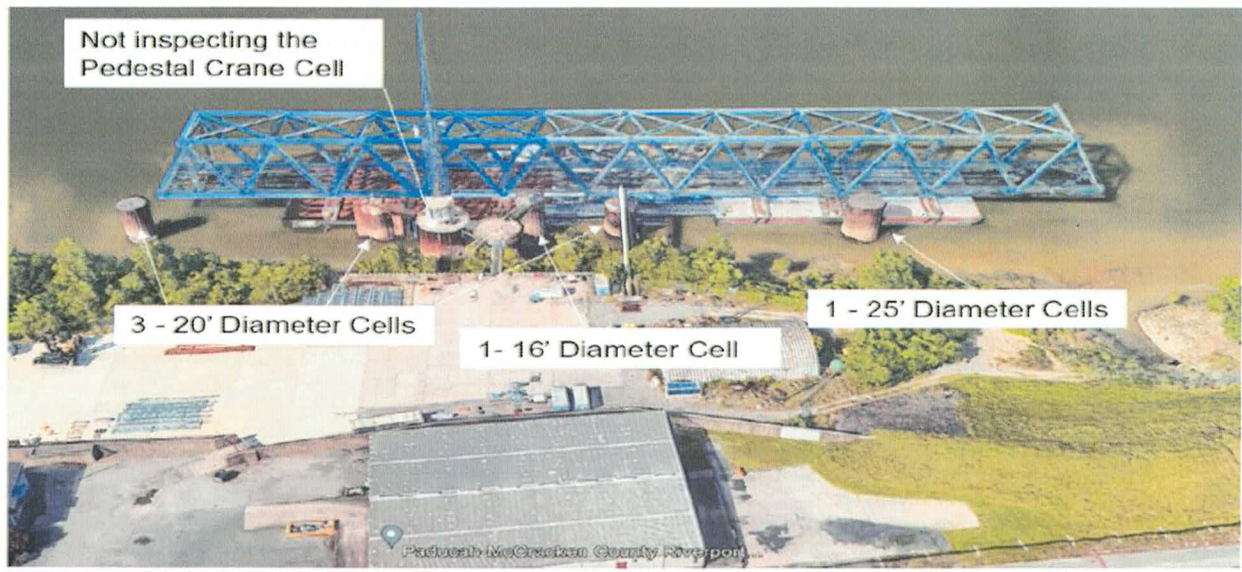 Not inspecting the
Pedestal Crane Cell
3 - 20' Diameter Cells
1- 16' Diameter Cell
1 - 25' Diameter Cells
Paducah-McCracken County Riverport...